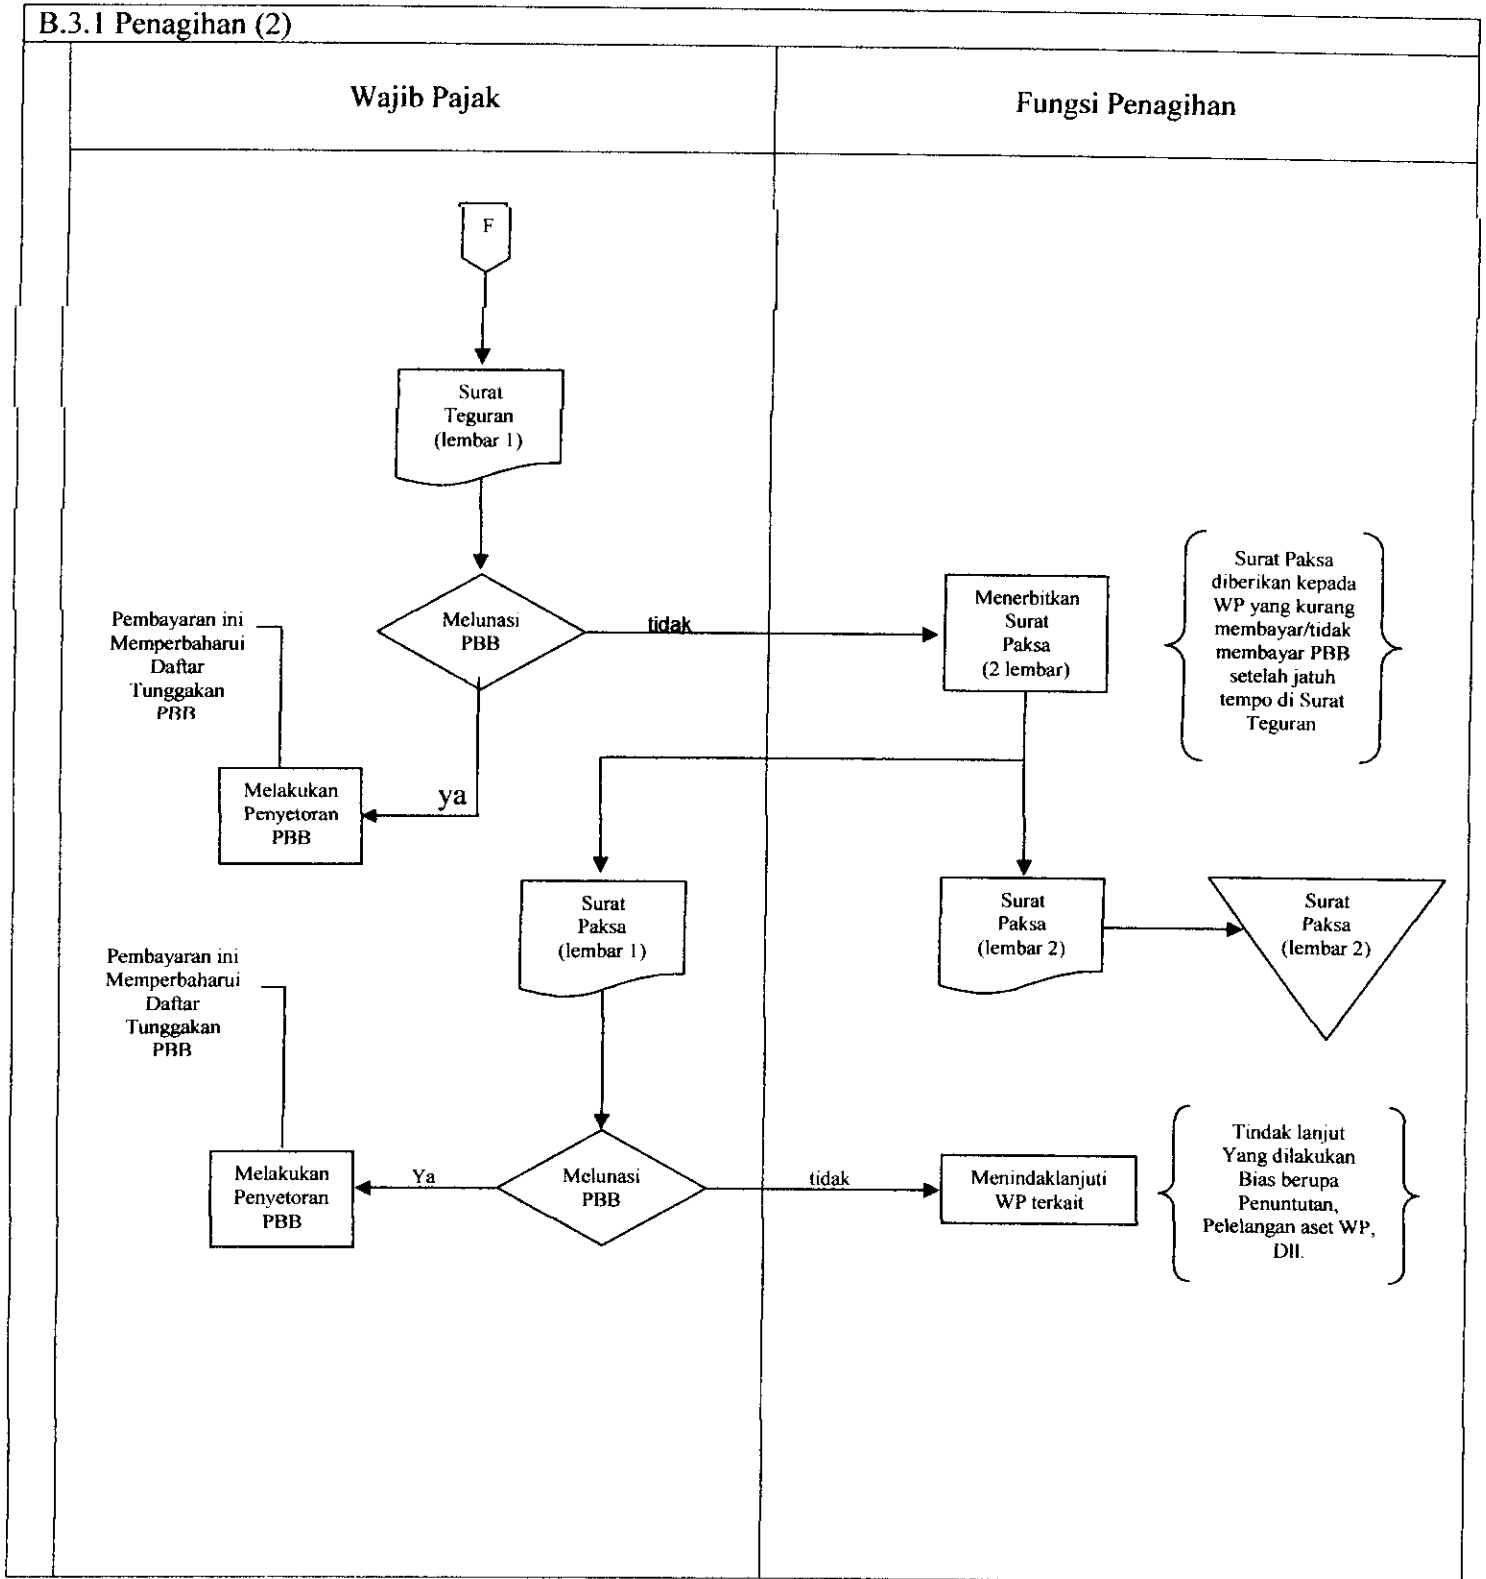 B.3.1 Penagihan (2)
Wajib Pajak
Fungsi Penagihan
F
Surat
Teguran
(lembar 1)
Melunasi
PBB
tidak
Menerbitkan
Surat
Paksa
(2 lembar)
Surat Paksa
diberikan kepada
WP yang kurang
membayar/tidak
membayar PBB
setelah jatuh
tempo di Surat
Teguran
Pembayaran ini
Memperbaharui
Daftar
Tunggakan
PBB
ya
Melakukan
Penyetoran
PBB
Surat
Paksa
(lembar 1)
Surat
Paksa
(lembar 2)
Surat
Paksa
(lembar 2)
Pembayaran ini
Memperbaharui
Daftar
Tunggakan
PBB
Melakukan
Penyetoran
PBB
Ya
Melunasi
PBB
tidak
Menindaklanjuti
WP terkait
Tindak lanjut
Yang dilakukan
Bias berupa
Penuntutan,
Pelelangan aset WP,
Dll.